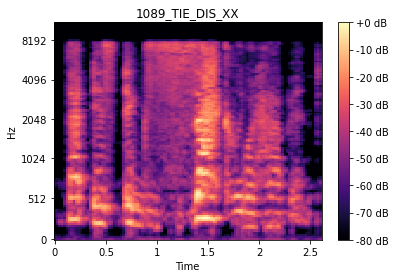 1089_TIE_DIS_XX
Hz
8192
4096
2048
1024
512
0
0 0.5 1 1.5 2 2.5
Time
+0 dB
-10 dB
-20 dB
-30 dB
-40 dB
-50 dB
-60 dB
-70 dB
-80 dB